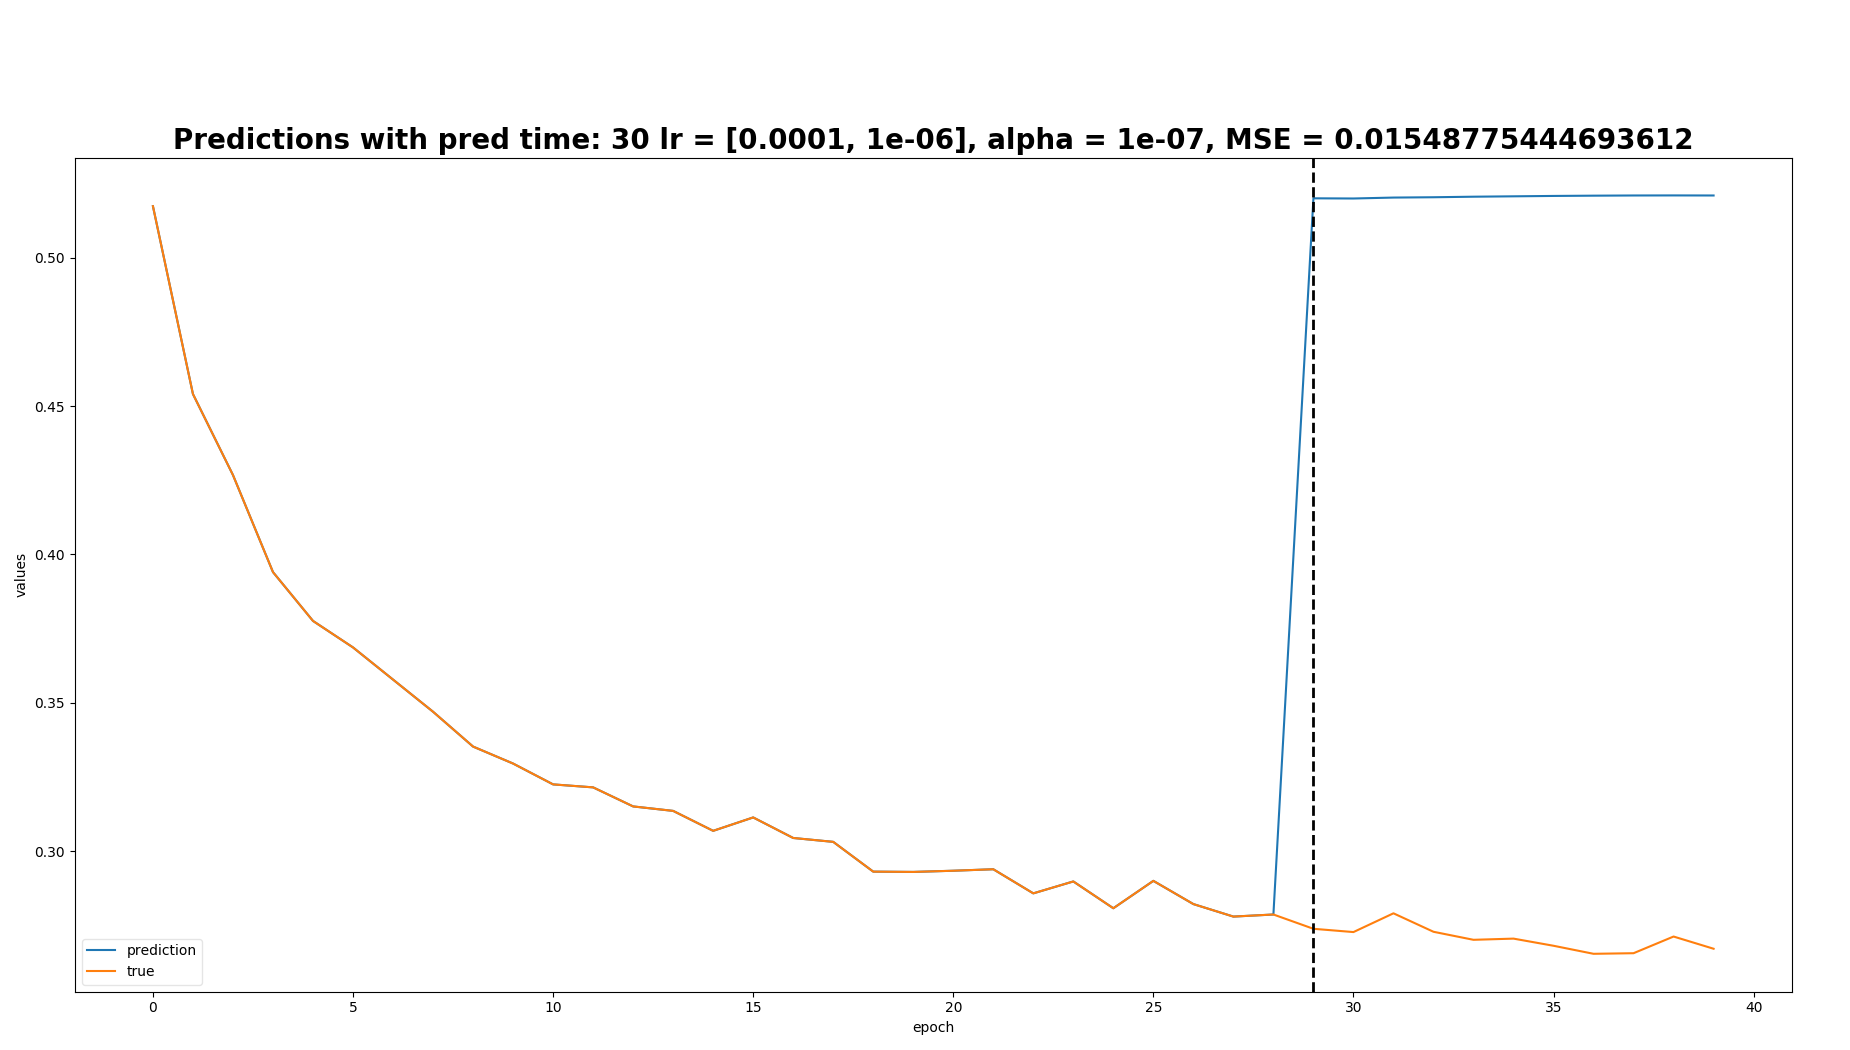 Predictions with pred time: 30 lr = [0.0001, 1e-06], alpha = 1e-07, MSE = 0.01548775444693612
values
0.50
0.45
0.40
0.35
0.30
prediction
true
0 5 10 15 20 25 30 35 40
epoch